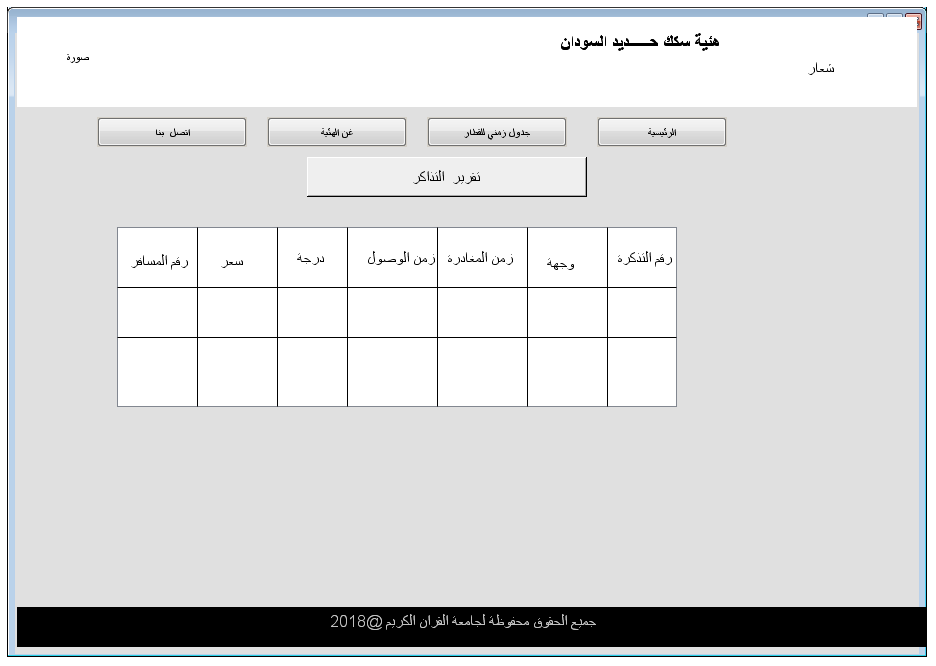 هئية سكك حــــديد السودان
شعار
صورة
الرئيسية
جدول زمني للقطار
عن الهئية
اتصل بنا
تقرير التذاكر
رقم التذكرة
وجهة
زمن المغادرة
زمن الوصول
درجة
سعر
رقم المسافر
جميع الحقوق محفوظة لجامعة القران الكريم @2018